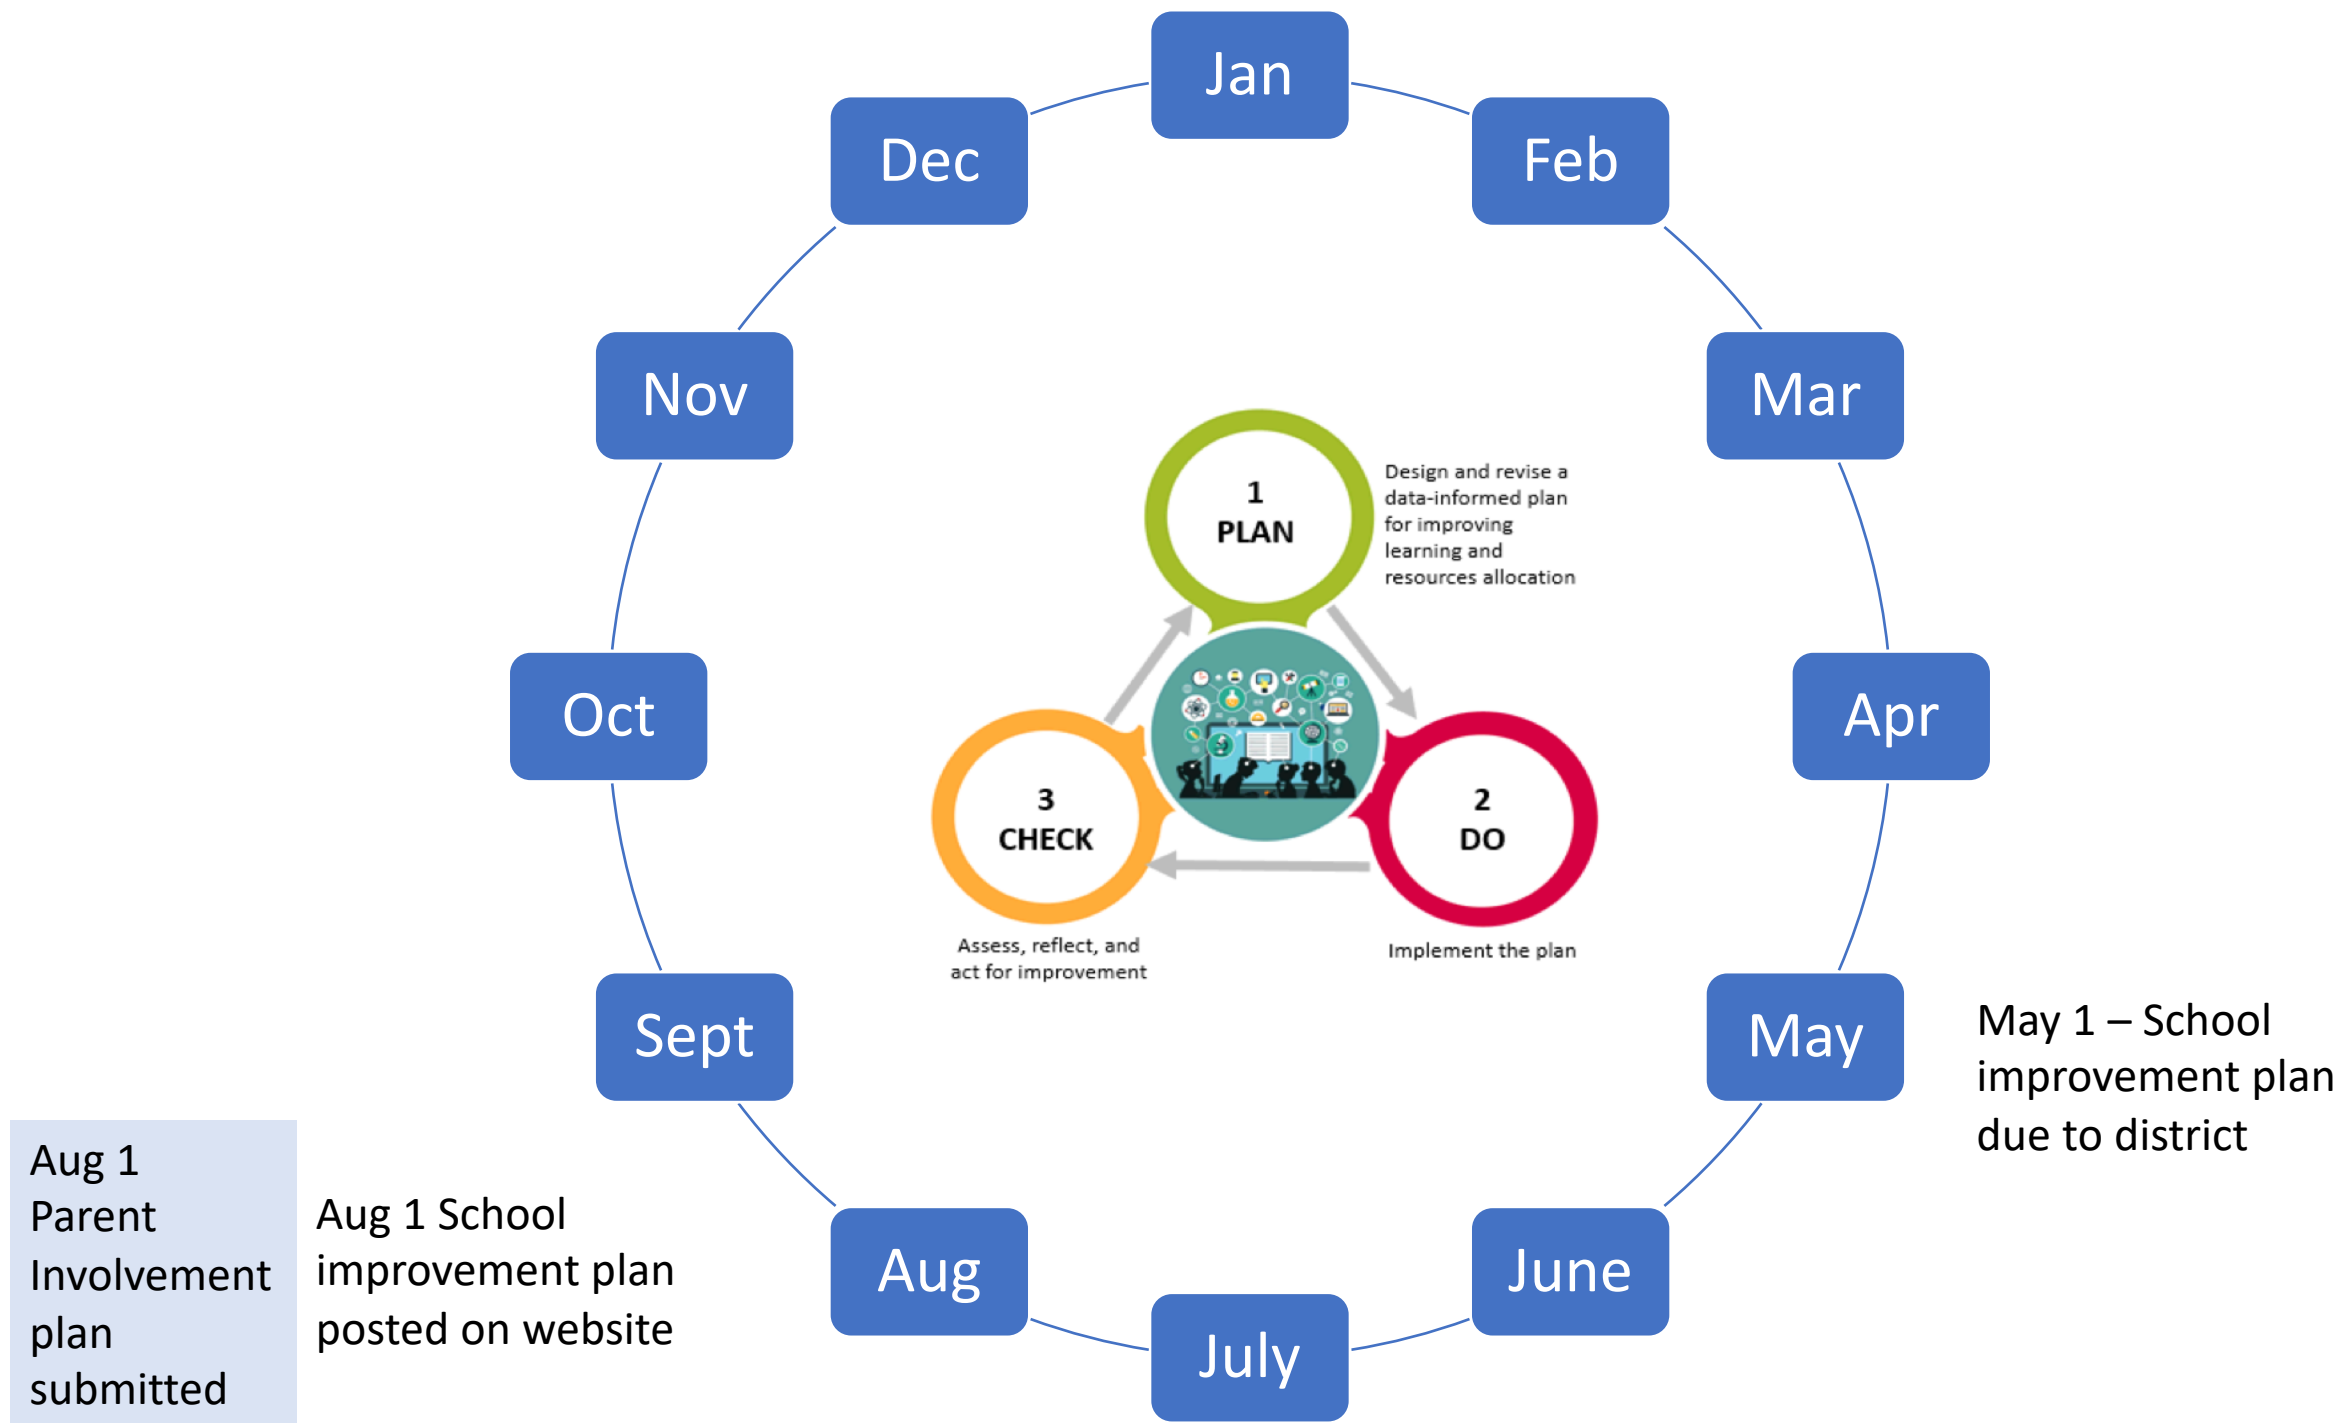 Jan
Feb
Mar
Apr
May
June
July
Aug
Sept
Oct
Nov
Dec
1
PLAN
Design and revise a
data-informed plan
for improving
learning and
resources allocation
2
DO
Implement the plan
3
CHECK
Assess, reflect, and
act for improvement
May 1 – School
improvement plan
due to district
Aug 1 School
improvement plan
posted on website
Aug 1
Parent
Involvement
plan
submitted